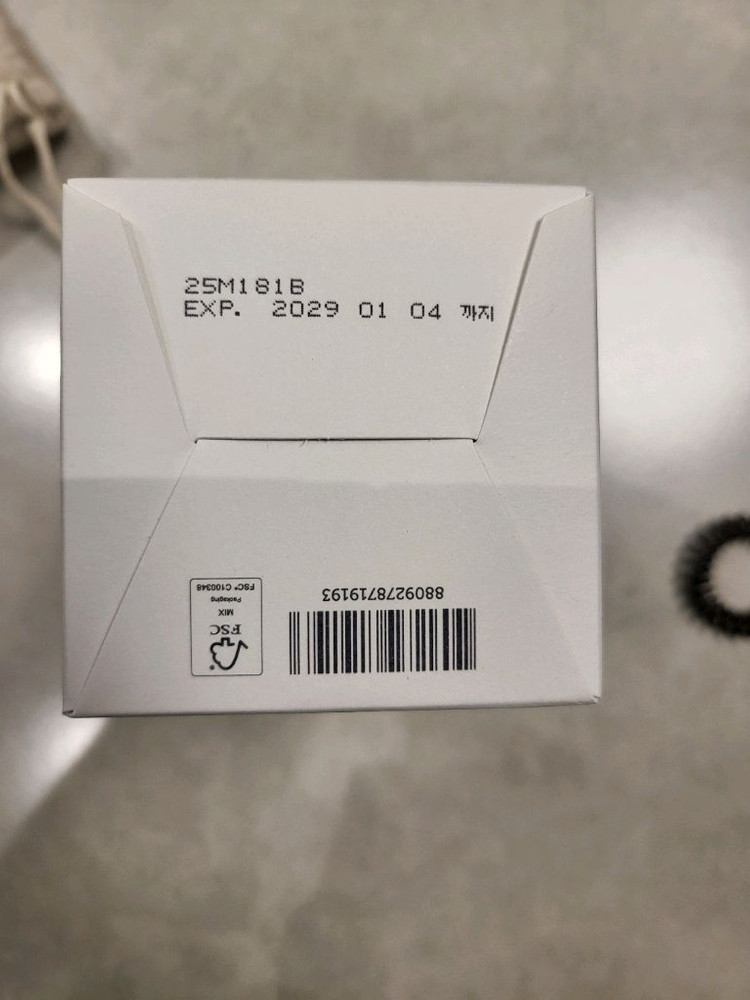 25M181B
EXP. 2029 01 04 까지
8809278719193
FSC
MIX
Packaging
FSC® C100348